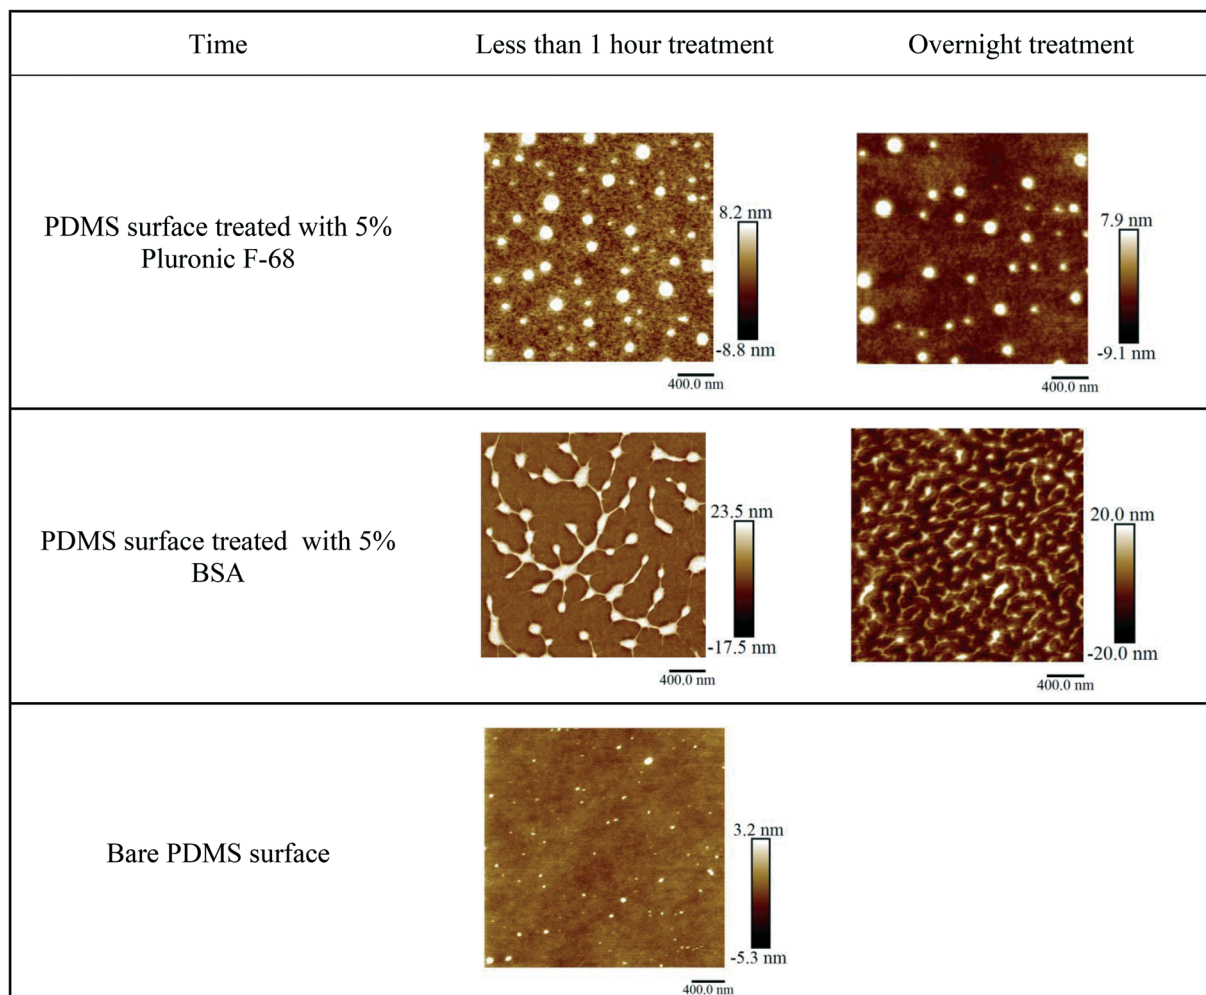 Time
Less than 1 hour treatment
Overnight treatment
PDMS surface treated with 5%
Pluronic F-68
8.2 nm
-8.8 nm
400.0 nm
7.9 nm
-9.1 nm
400.0 nm
PDMS surface treated with 5%
BSA
23.5 nm
-17.5 nm
400.0 nm
20.0 nm
-20.0 nm
400.0 nm
Bare PDMS surface
3.2 nm
-5.3 nm
400.0 nm